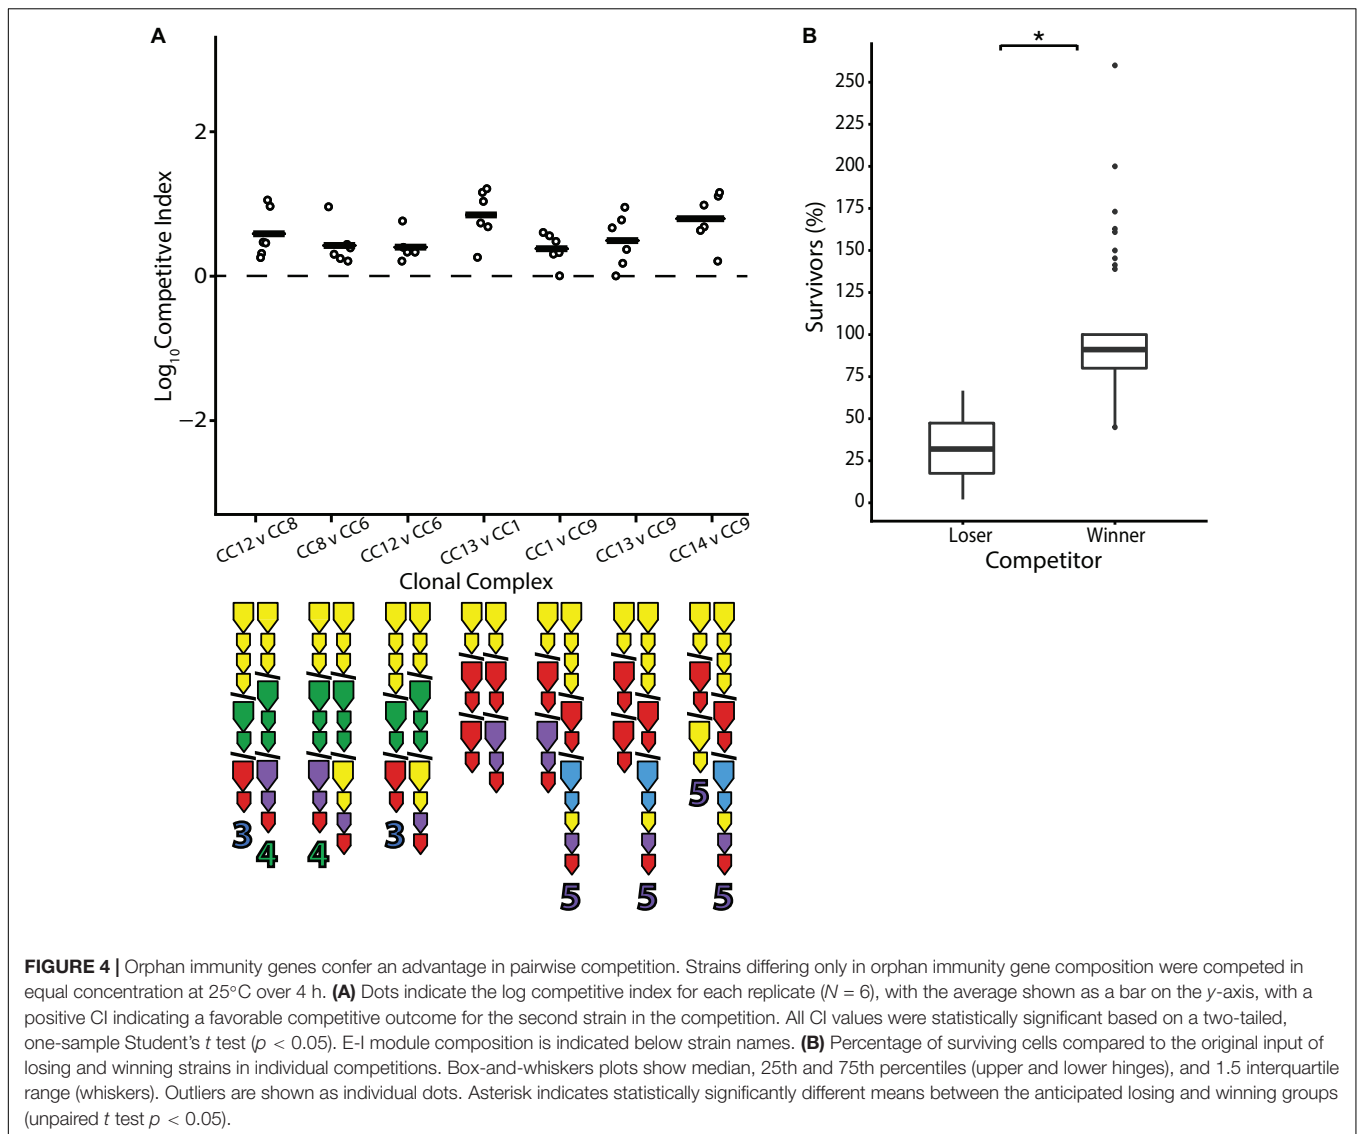 A
B
*
Log10Competitive Index
2
0
−2
CC12 v CC8
CC8 v CC6
CC12 v CC6
CC13 v CC1
CC1 v CC9
CC13 v CC9
CC14 v CC9
Clonal Complex
3
4
4
3
5
5
5
5
Survivors (%)
250
225
200
175
150
125
100
75
50
25
0
Loser
Winner
Competitor
FIGURE 4 | Orphan immunity genes confer an advantage in pairwise competition. Strains differing only in orphan immunity gene composition were competed in
equal concentration at 25°C over 4 h. (A) Dots indicate the log competitive index for each replicate (N = 6), with the average shown as a bar on the y-axis, with a
positive CI indicating a favorable competitive outcome for the second strain in the competition. All CI values were statistically significant based on a two-tailed,
one-sample Student's t test (p < 0.05). E-I module composition is indicated below strain names. (B) Percentage of surviving cells compared to the original input of
losing and winning strains in individual competitions. Box-and-whiskers plots show median, 25th and 75th percentiles (upper and lower hinges), and 1.5 interquartile
range (whiskers). Outliers are shown as individual dots. Asterisk indicates statistically significantly different means between the anticipated losing and winning groups
(unpaired t test p < 0.05).